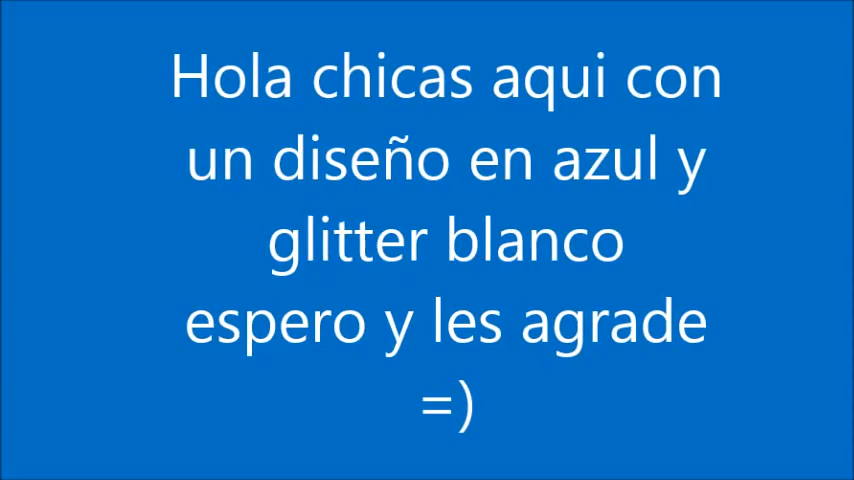 Hola chicas aqui con
un diseño en azul y
glitter blanco
espero y les agrade
=)